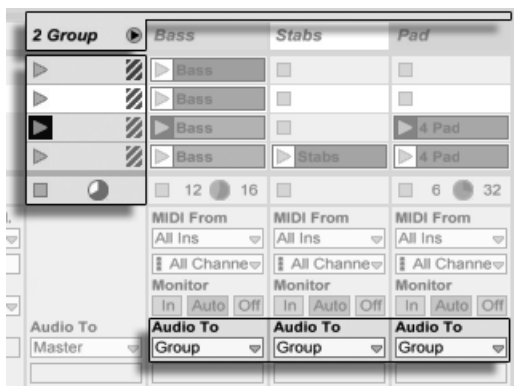 2 Group Bass Stabs Pad
Bass
Bass
Bass 4 Pad
Bass Stabs 4 Pad
12 16 6 32
MIDI From MIDI From MIDI From
All Ins All Ins All Ins
All Channe All Channe All Channe
Monitor Monitor Monitor
In Auto Off In Auto Off In Auto Off
Audio To Audio To Audio To Audio To
Master Group Group Group